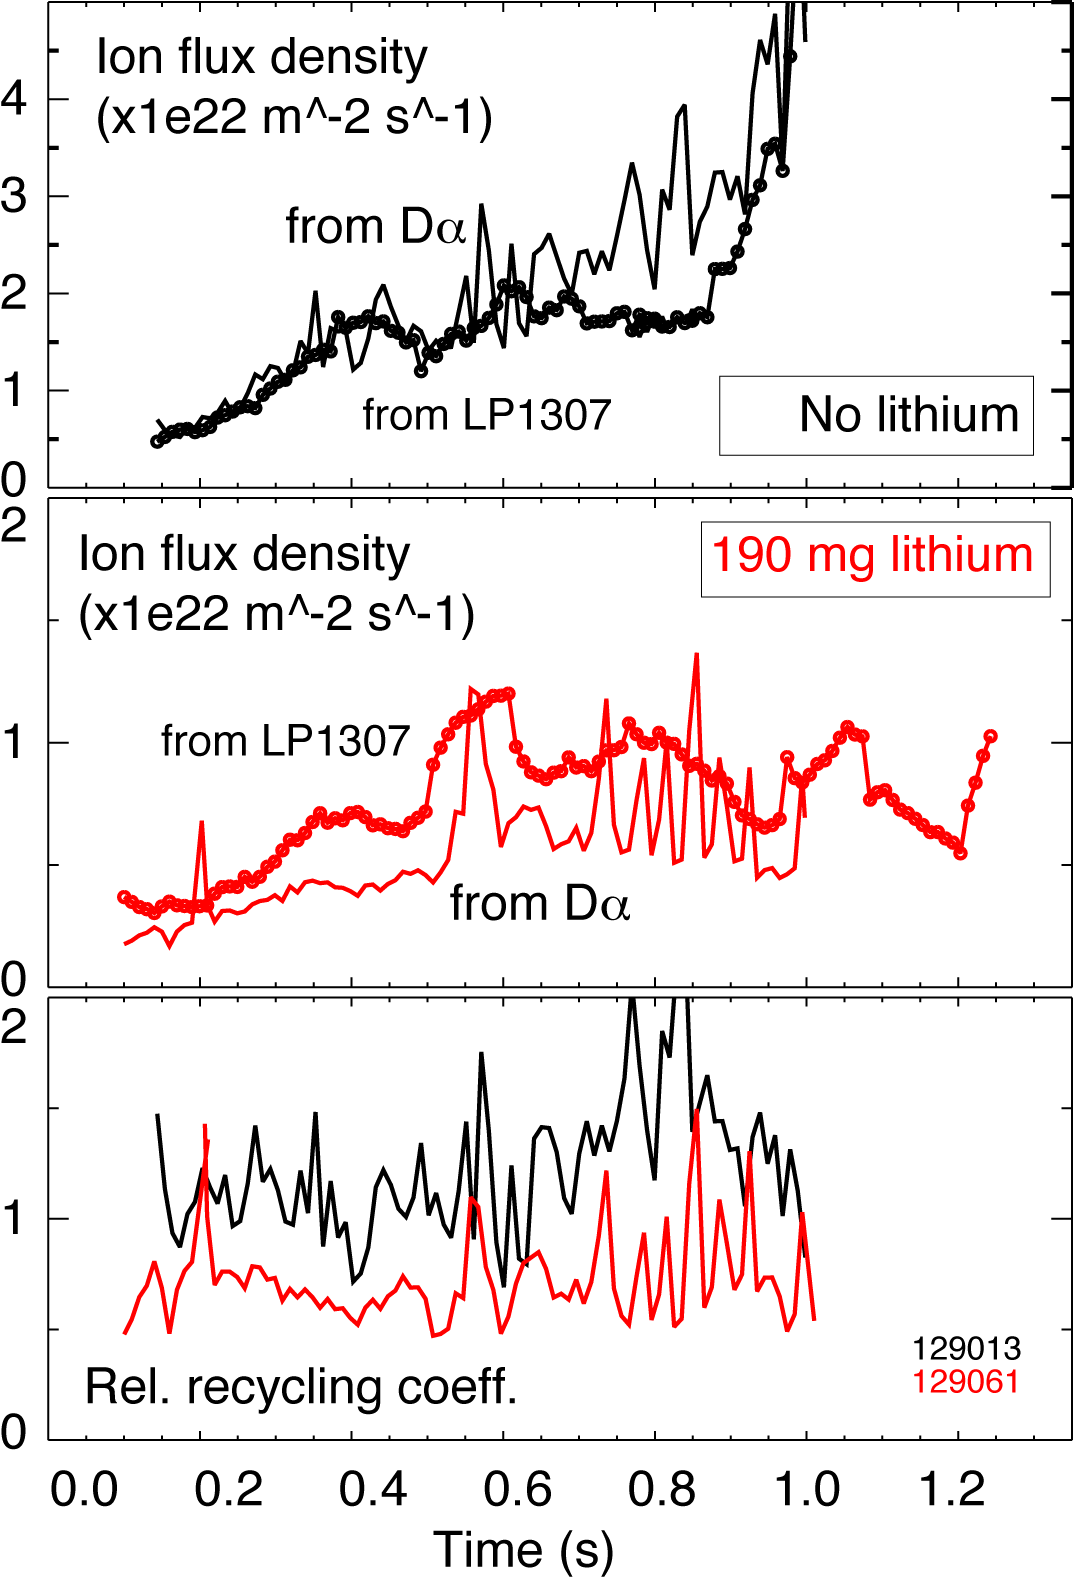 Ion flux density
(x1e22 m^-2 s^-1)
4
3
from Dα
2
1
from LP1307
No lithium
0
2
Ion flux density
(x1e22 m^-2 s^-1)
190 mg lithium
1
from LP1307
from Dα
0
2
1
129013
129061
Rel. recycling coeff.
0
0.0 0.2 0.4 0.6 0.8 1.0 1.2
Time (s)